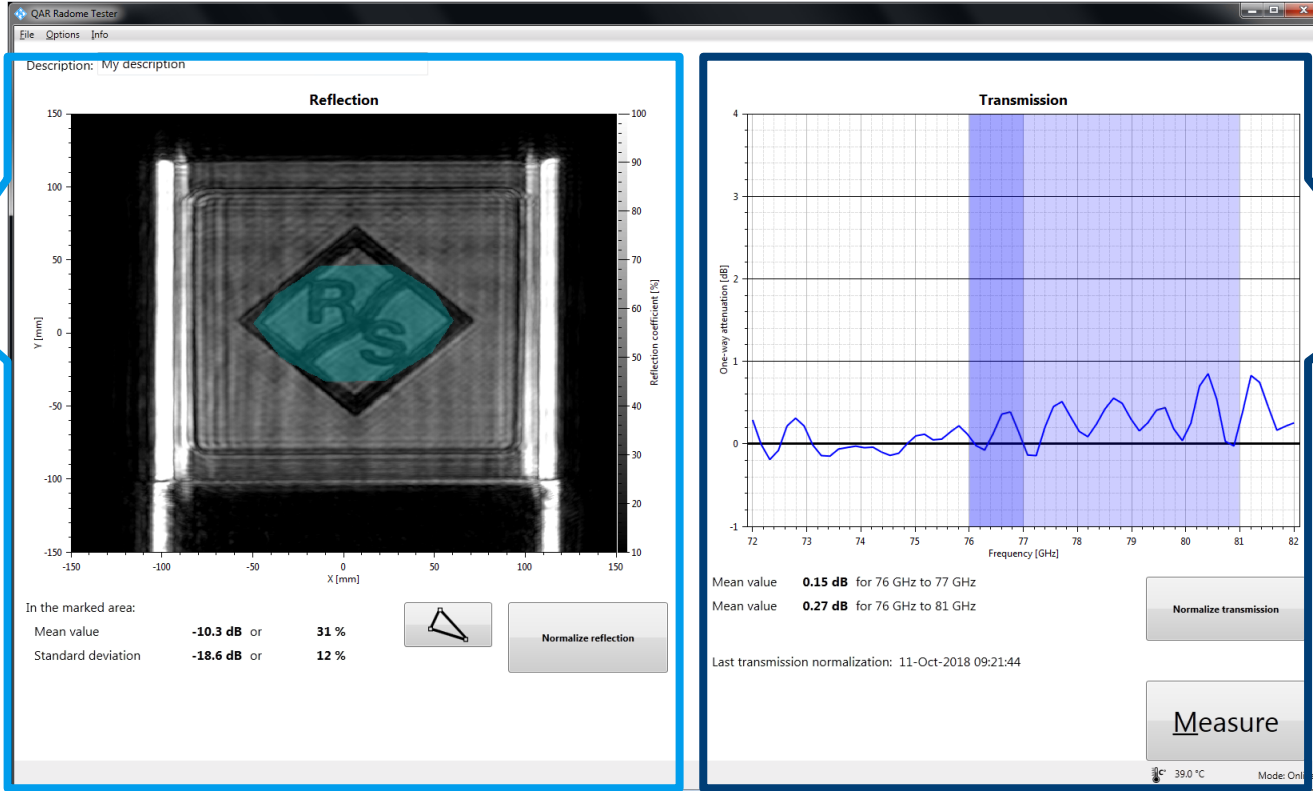 QAR Radome Tester
File Options Info
Description: My description
Reflection
150
100
50
0
-50
-100
-150
Y [mm]
-150 -100 -50 0 50 100 150
X [mm]
100
90
80
70
60
50
40
30
20
10
Reflection coefficient [%]
R
S
In the marked area:
Mean value -10.3 dB or 31 %
Standard deviation -18.6 dB or 12 %
Normalize reflection
Transmission
4
3
2
1
0
-1
One-way attenuation [dB]
72 73 74 75 76 77 78 79 80 81 82
Frequency [GHz]
Mean value 0.15 dB for 76 GHz to 77 GHz
Mean value 0.27 dB for 76 GHz to 81 GHz
Normalize transmission
Last transmission normalization: 11-Oct-2018 09:21:44
Measure
C° 39.0 °C Mode: Onli